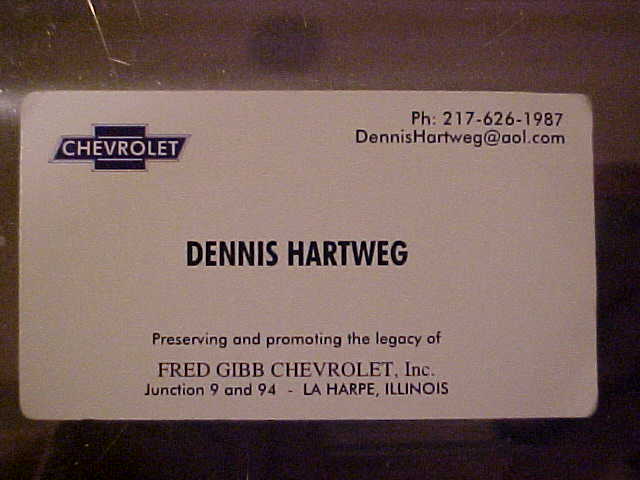 CHEVROLET
Ph: 217-626-1987
DennisHartweg@aol.com
DENNIS HARTWEG
Preserving and promoting the legacy of
FRED GIBB CHEVROLET, Inc.
Junction 9 and 94 - LA HARPE, ILLINOIS